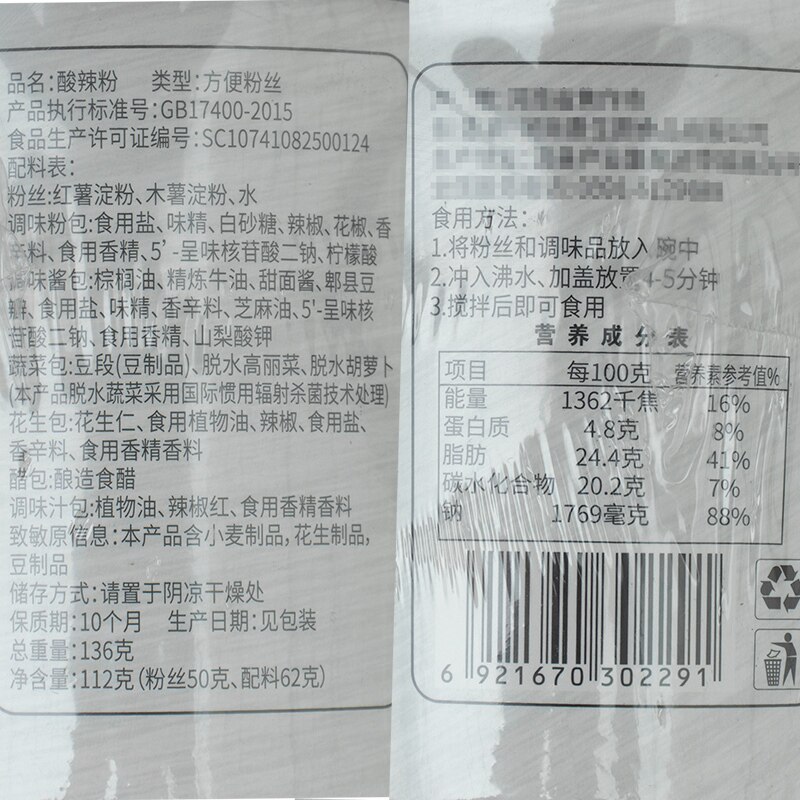 品名:酸辣粉 类型:方便粉丝
产品执行标准号:GB17400-2015
食品生产许可证编号:SC10741082500124
配料表:
粉丝:红薯淀粉、木薯淀粉、水
调味粉包:食用盐、味精、白砂糖、辣椒、花椒、香
辛料、食用香精、5'-呈味核苷酸二钠、柠檬酸
调味酱包:棕榈油、精炼牛油、甜面酱、郫县豆
瓣、食用盐、味精、香辛料、芝麻油、5'-呈味核
苷酸二钠、食用香精、山梨酸钾
蔬菜包:豆段(豆制品)、脱水高丽菜、脱水胡萝卜
(本产品脱水蔬菜采用国际惯用辐射杀菌技术处理)
花生包:花生仁、食用植物油、辣椒、食用盐、
香辛料、食用香精香料
醋包:酿造食醋
调味汁包:植物油、辣椒红、食用香精香料
致敏原信息:本产品含小麦制品,花生制品,
豆制品
储存方式:请置于阴凉干燥处
保质期:10个月 生产日期:见包装
总重量:136克
净含量:112克(粉丝50克、配料62克)
食用方法:
1.将粉丝和调味品放入碗中
2.冲入沸水、加盖放置4-5分钟
3.搅拌后即可食用
营养成分表
项目 每100克 营养素参考值%
能量 1362千焦 16%
蛋白质 4.8克 8%
脂肪 24.4克 41%
碳水化合物 20.2克 7%
钠 1769毫克 88%
6 921670 302291